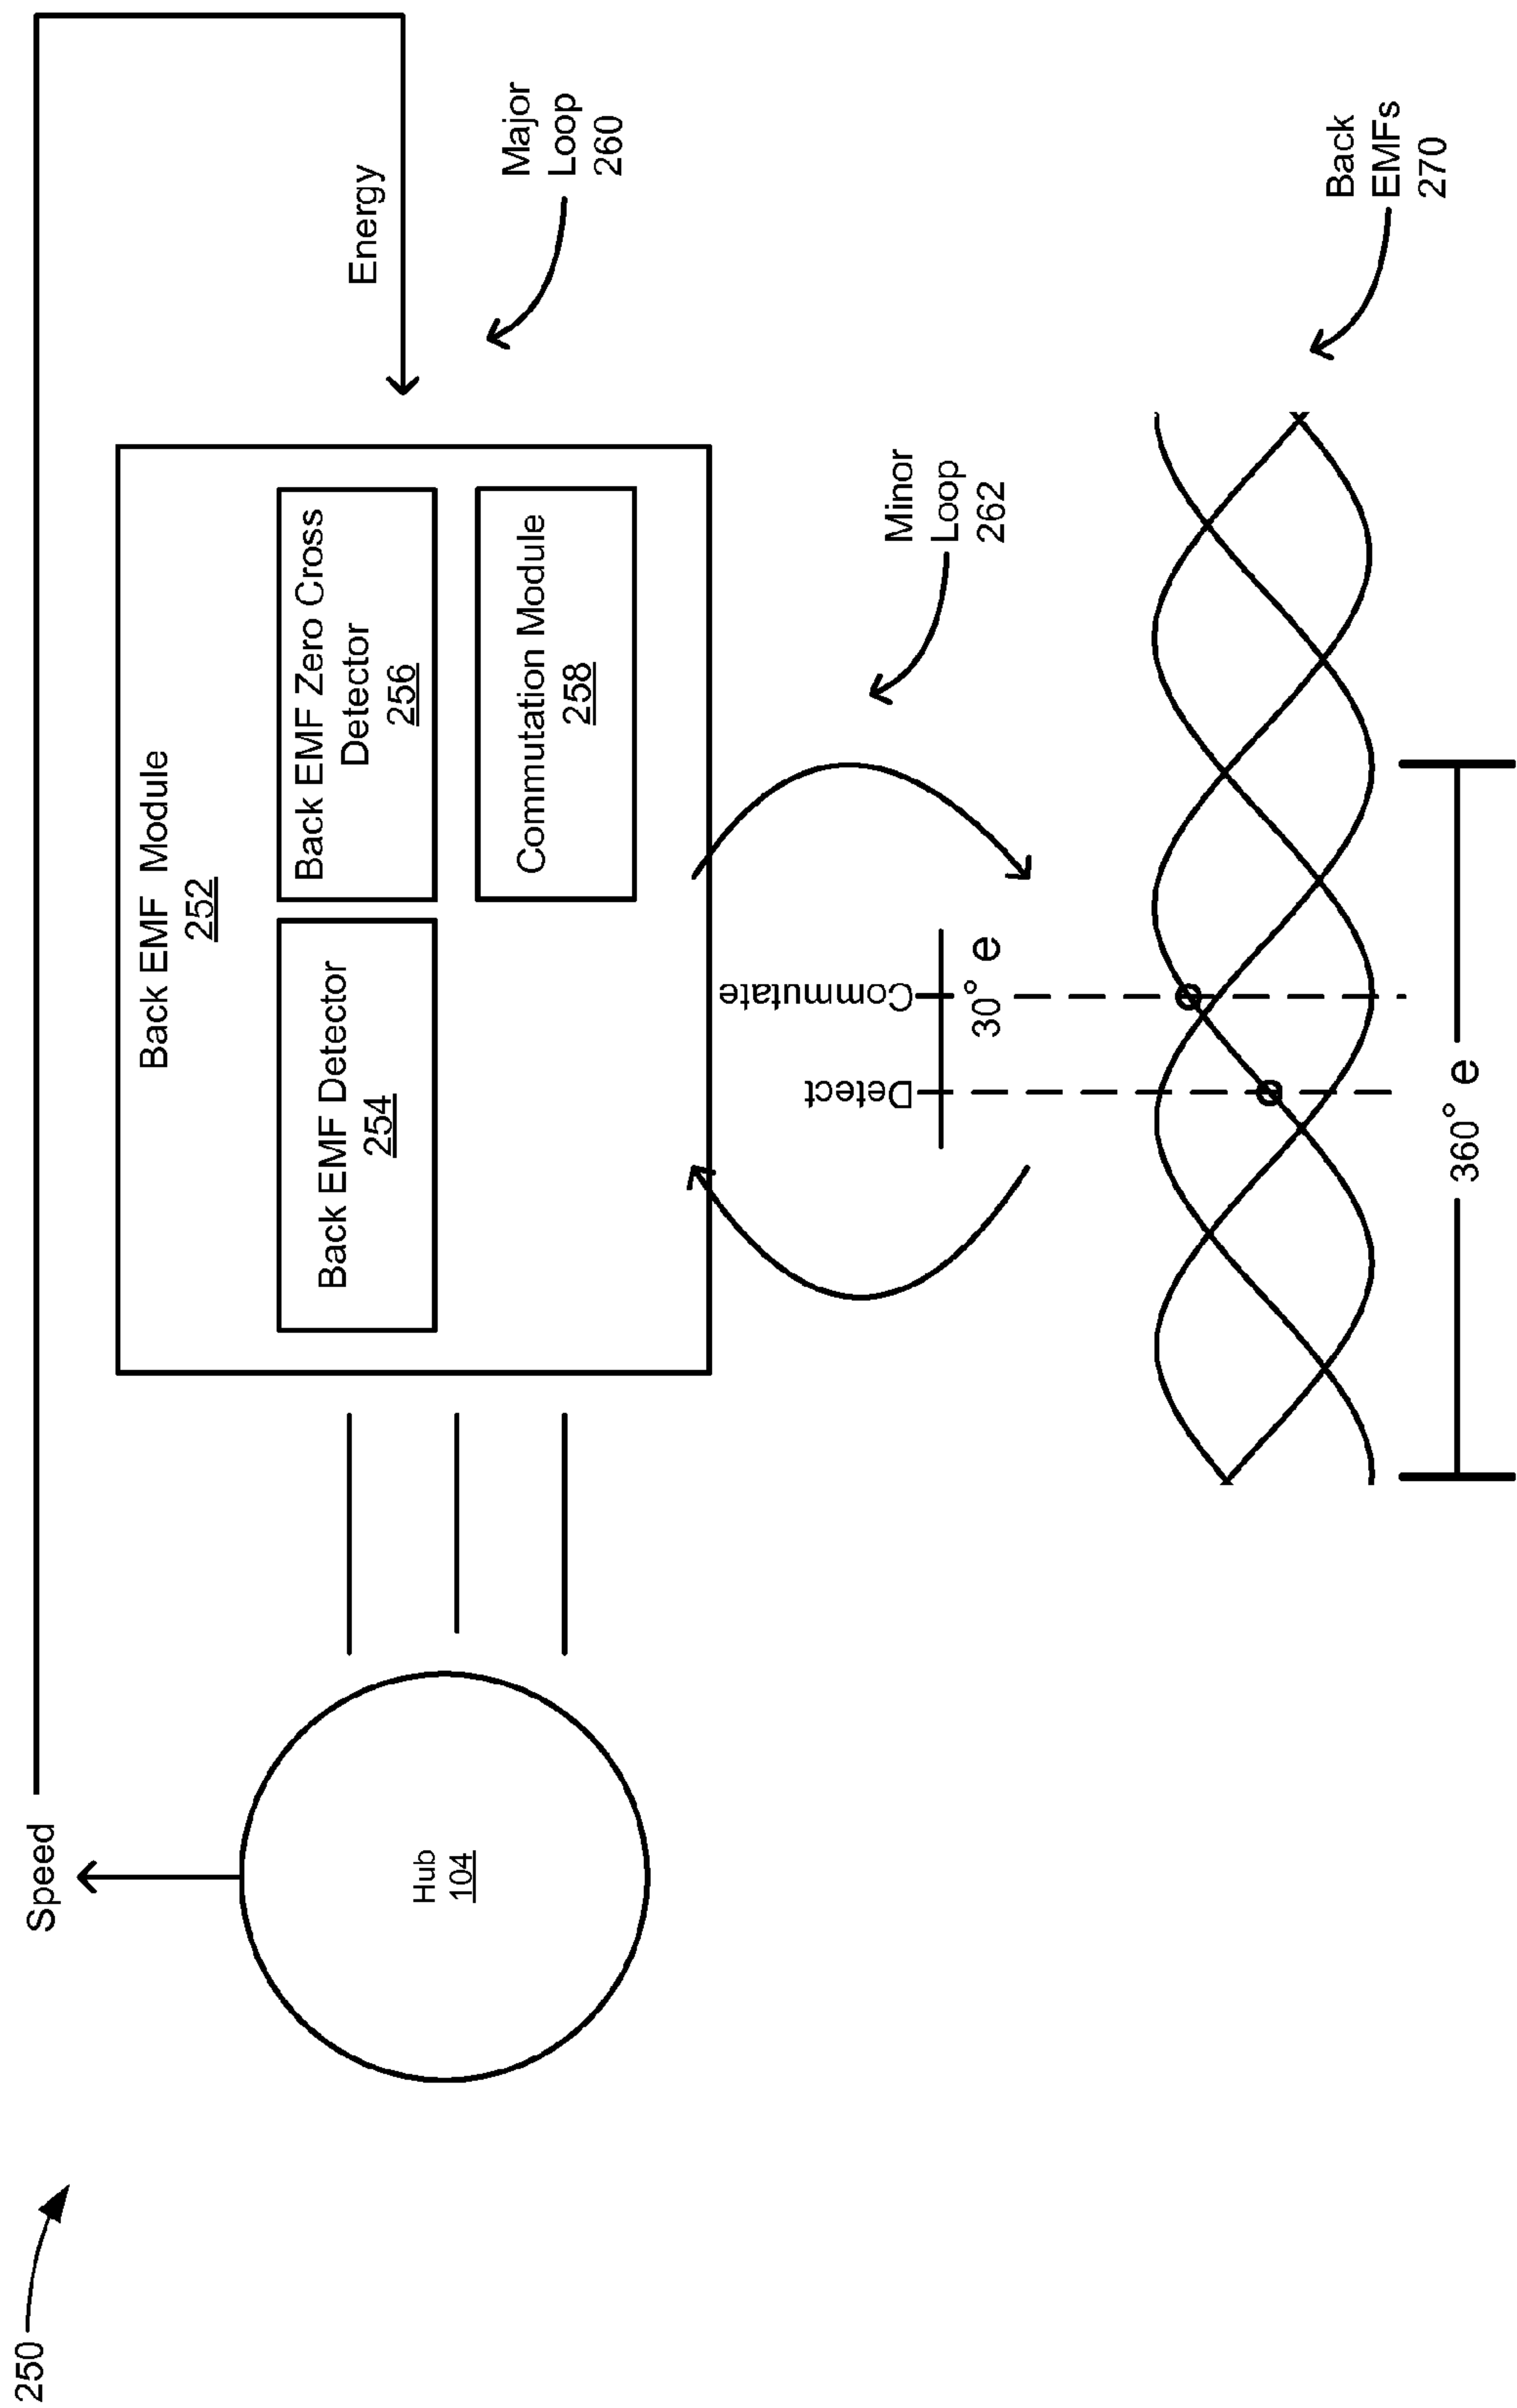 250
Speed
Hub
104
Energy
Major
Loop
260
Back EMF Module
252
Back EMF Detector
254
Back EMF Zero Cross
Detector
256
Commutation Module
258
Minor
Loop
262
Detect
Commutate
30° e
Back
EMFs
270
360° e